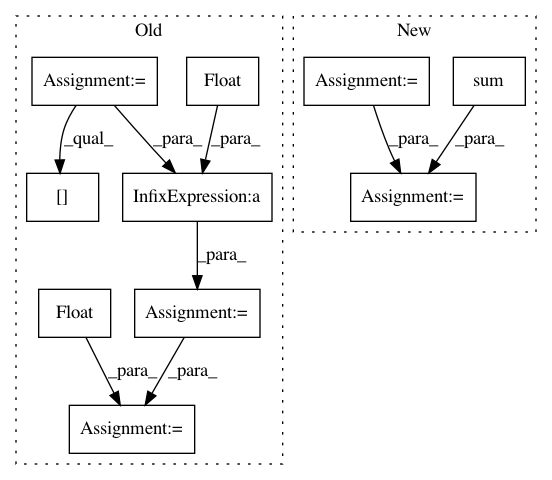 Old
New
Assignment:=
Float
Assignment:=
sum
_qual_
_para_
_para_
_para_
_para_
[]
InfixExpression:a
Assignment:=
_para_
Float
Assignment:=
_para_
_para_
Assignment:=